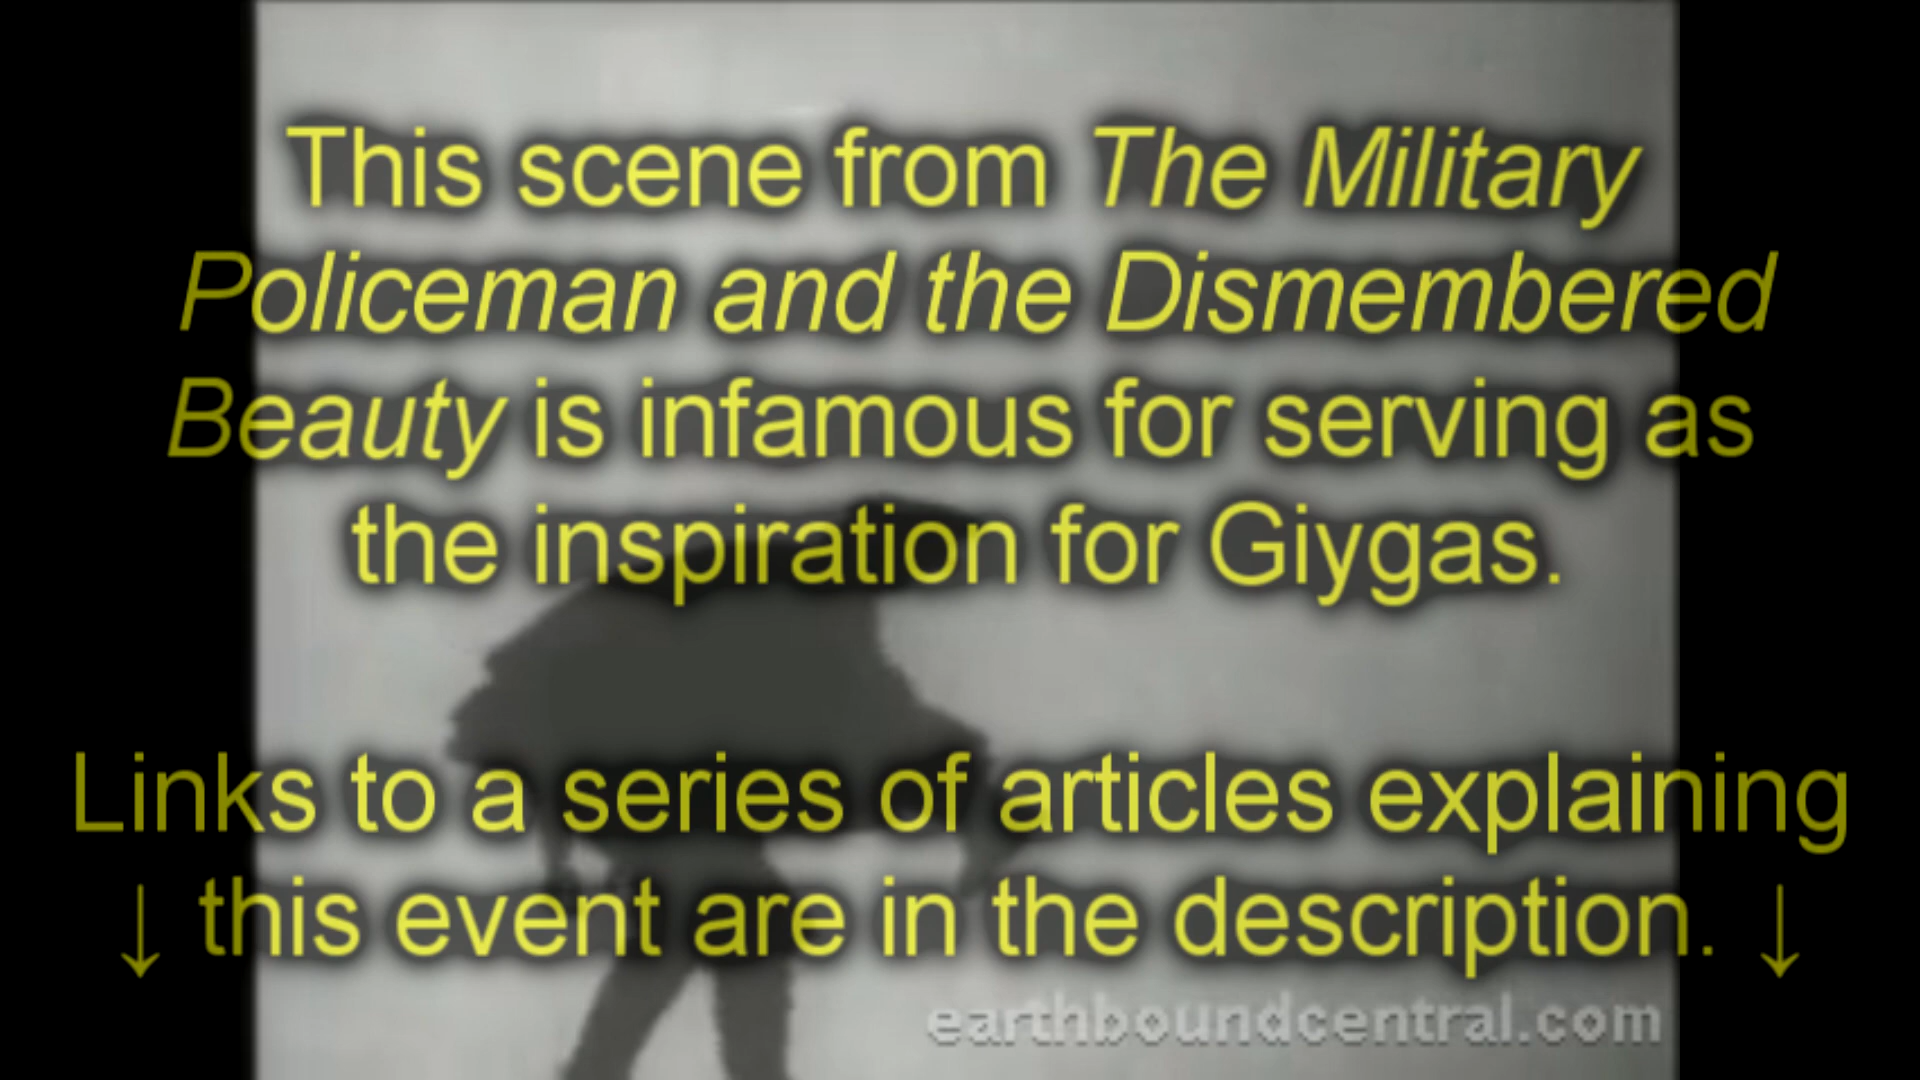 This scene from The Military
Policeman and the Dismembered
Beauty is infamous for serving as
the inspiration for Giygas.
Links to a series of articles explaining
↓ this event are in the description. ↓
earthboundcentral.com